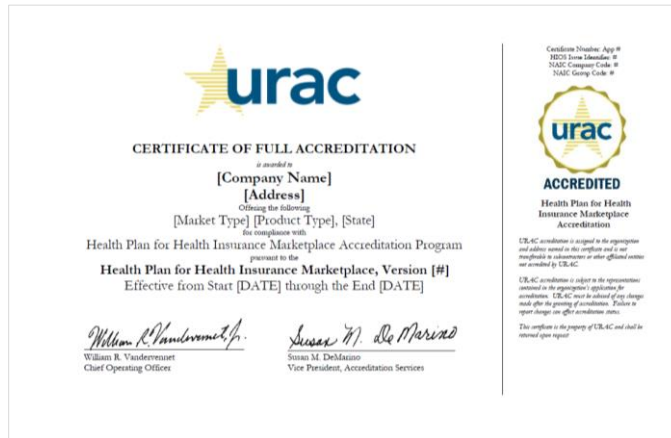 urac
CERTIFICATE OF FULL ACCREDITATION
is awarded to
[Company Name]
[Address]
Offering the following
[Market Type] [Product Type], [State]
for compliance with
Health Plan for Health Insurance Marketplace Accreditation Program
pursuant to the
Health Plan for Health Insurance Marketplace, Version [#]
Effective from Start [DATE] through the End [DATE]
William R. Vandervennet, Jr.
William R. Vandervennet
Chief Operating Officer
Susan M. DeMarino
Susan M. DeMarino
Vice President, Accreditation Services
Certificate Number: App #
HIOS Issuer Identifier: #
NAIC Company Code: #
NAIC Group Code: #
urac
ACCREDITED
Health Plan for Health
Insurance Marketplace
Accreditation
URAC accreditation is assigned to the organization
and address named in this certificate and is not
transferable to subcontractors or other affiliated entities
not accredited by URAC.
URAC accreditation is subject to the representations
contained in the organization's application for
accreditation. URAC must be advised of any changes
made after the granting of accreditation. Failure to
report changes can affect accreditation status.
This certificate is the property of URAC and shall be
returned upon request.